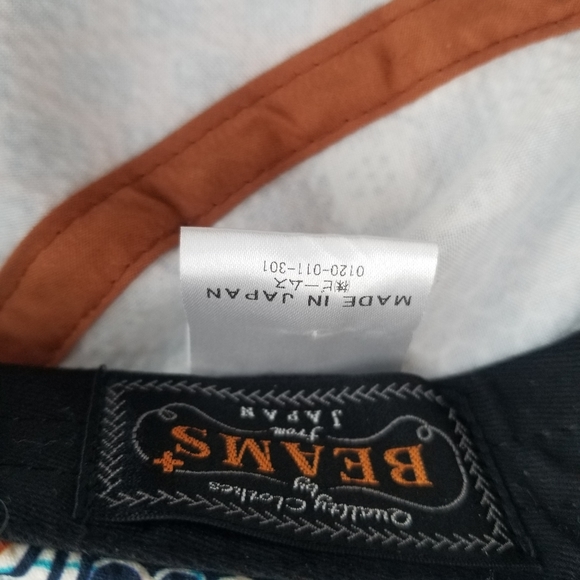 MADE IN JAPAN
㈱ビームス
0120-011-301
Quality Clothes
by
BEAMS+
from
JAPAN